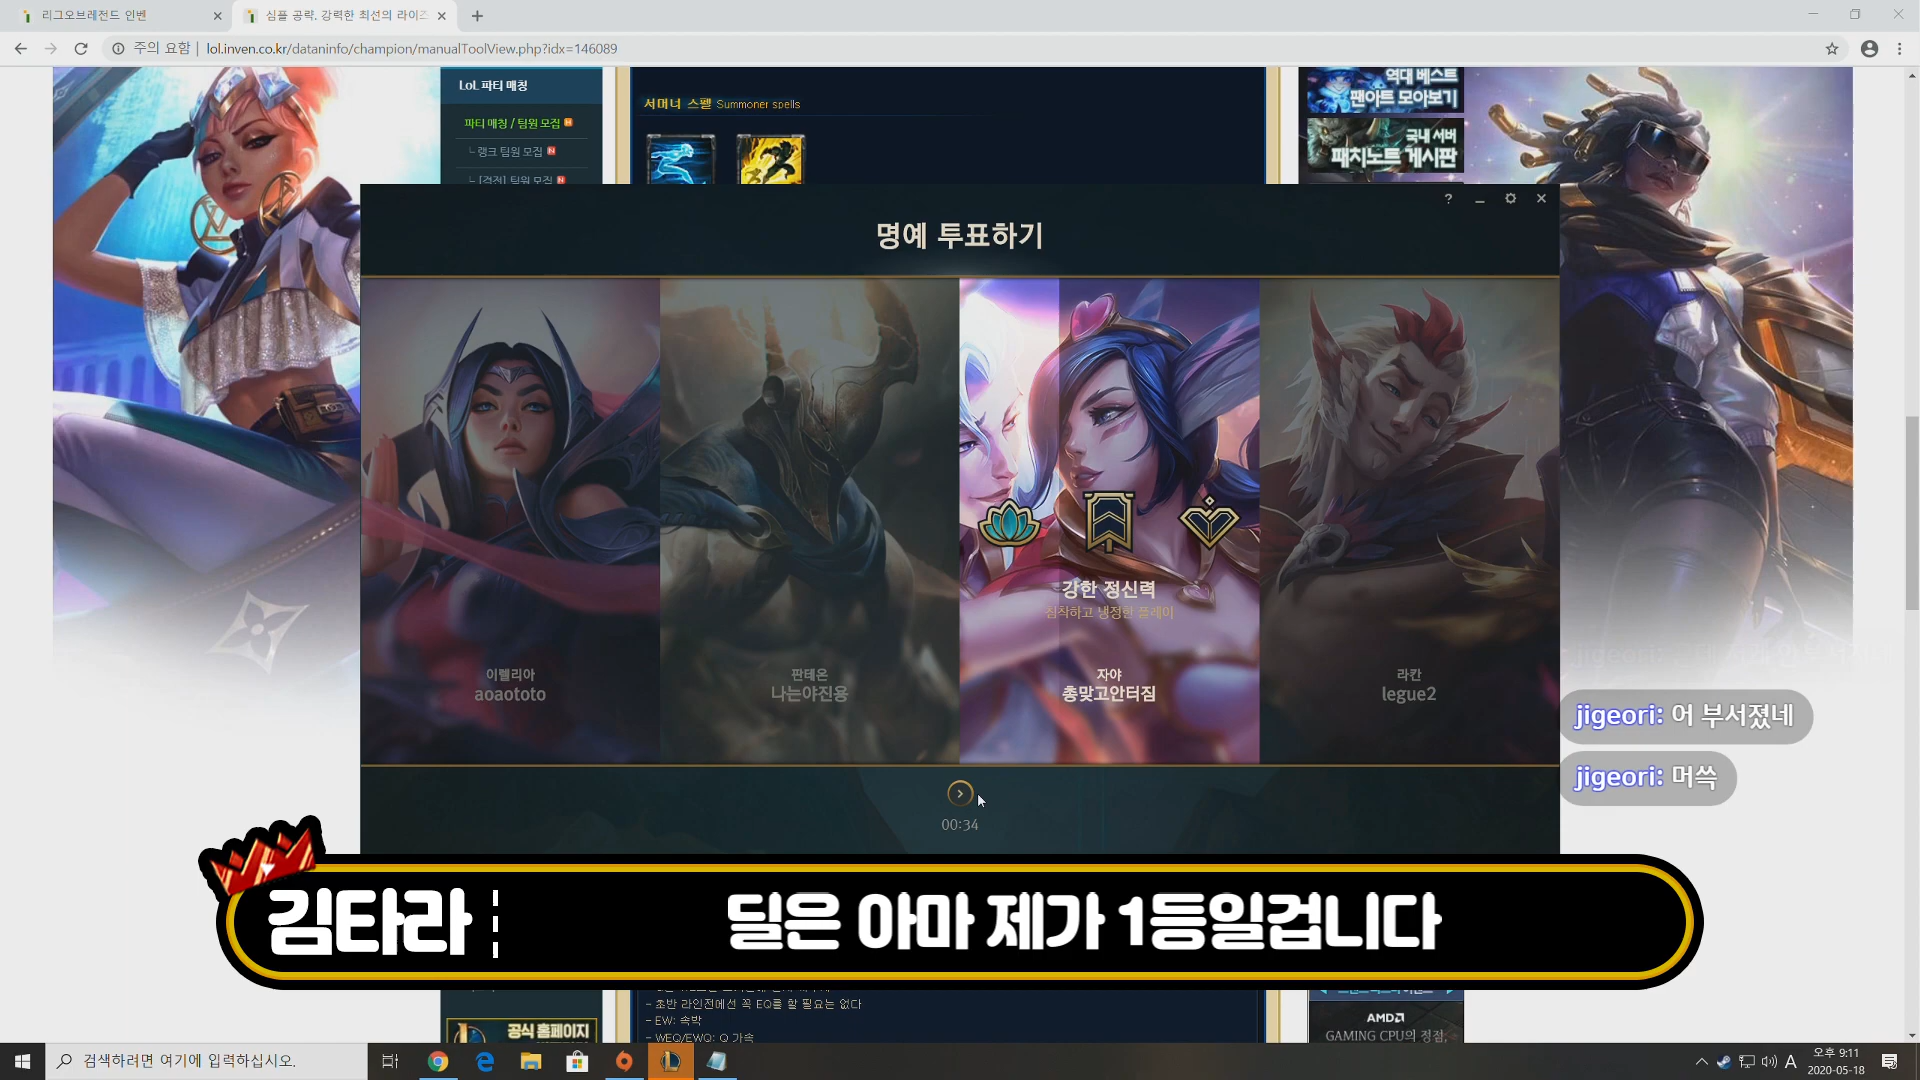 리그오브레전드 인벤
심플 공략. 강력한 최선의 라이즈
주의 요함
lol.inven.co.kr/dataninfo/champion/manualToolView.php?idx=146089
LoL 파티 매칭
파티 매칭 / 팀원 모집
랭크 팀원 모집
[격전] 팀원 모집
서머너 스펠 Summoner spells
역대 베스트
팬아트 모아보기
국내 서버
패치노트 게시판
명예 투표하기
강한 정신력
침착하고 냉정한 플레이
이렐리아
aoaototo
판테온
나는야진용
자야
총맞고안터짐
라칸
legue2
00:34
jigeori: 어 부서졌네
jigeori: 머쓱
김타라
딜은 아마 제가 1등일겁니다
- 초반 라인전에선 꼭 EQ를 할 필요는 없다
- EW: 속박
- WEQ/EWQ: Q 가속
공식 홈페이지
AMD
GAMING CPU의 정점,
검색하려면 여기에 입력하십시오.
A
오후 9:11
2020-05-18